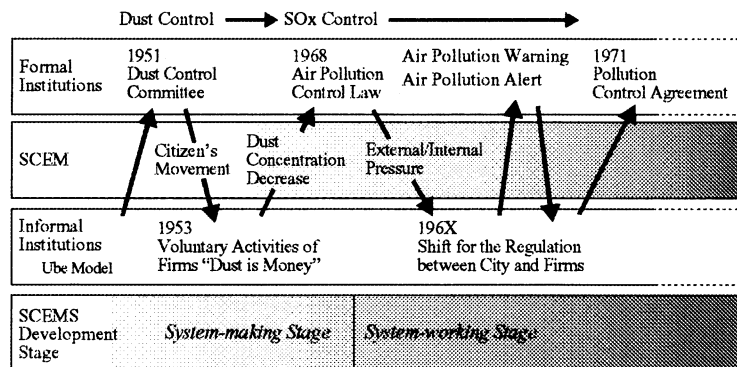 Dust Control SOx Control
Formal
Institutions
1951
Dust Control
Committee
1968
Air Pollution
Control Law
Air Pollution Warning
Air Pollution Alert
1971
Pollution
Control Agreement
SCEM
Citizen's
Movement
Dust
Concentration
Decrease
External/Internal
Pressure
Informal
Institutions
Ube Model
1953
Voluntary Activities of
Firms “Dust is Money”
196X
Shift for the Regulation
between City and Firms
SCEMS
Development
Stage
System-making Stage
System-working Stage